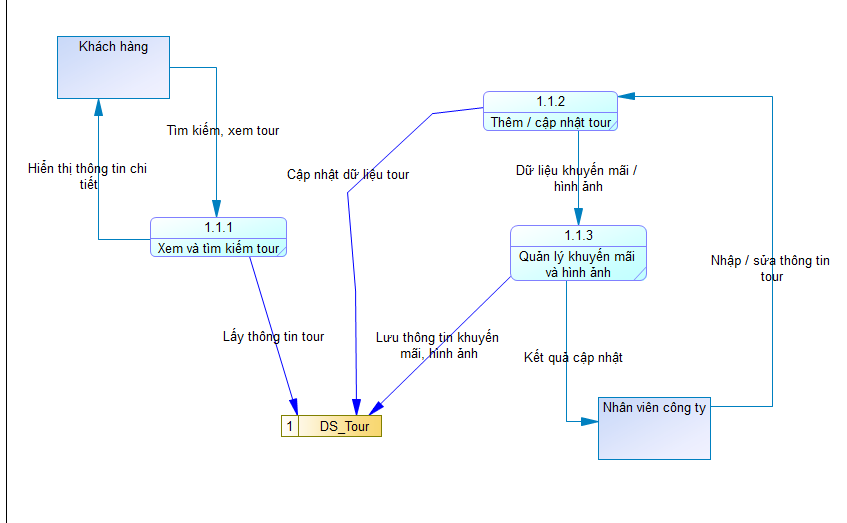 Khách hàng
1.1.2
Thêm / cập nhật tour
Tìm kiếm, xem tour
Hiển thị thông tin chi
tiết
Cập nhật dữ liệu tour
Dữ liệu khuyến mãi /
hình ảnh
1.1.1
Xem và tìm kiếm tour
1.1.3
Quản lý khuyến mãi
và hình ảnh
Nhập / sửa thông tin
tour
Lấy thông tin tour
Lưu thông tin khuyến
mãi, hình ảnh
Kết quả cập nhật
Nhân viên công ty
1 DS_Tour